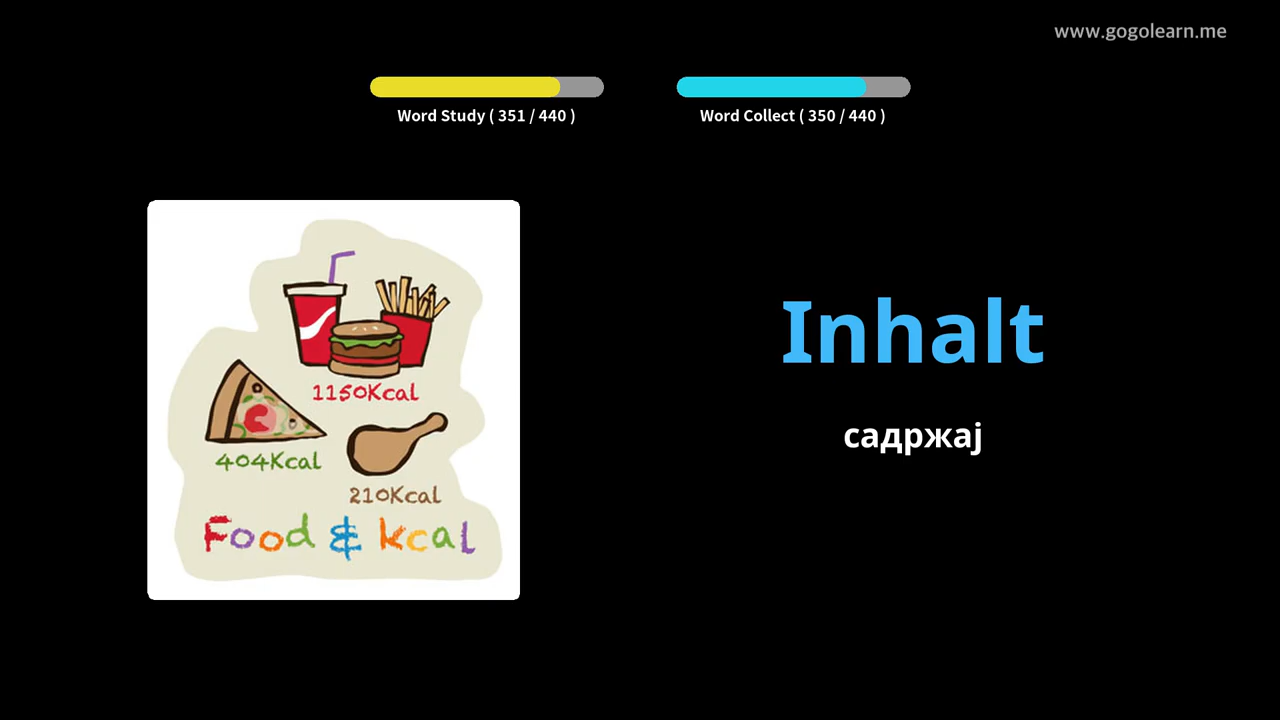 www.gogolearn.me
Word Study ( 351 / 440 )
Word Collect ( 350 / 440 )
1150Kcal
404Kcal
210Kcal
Food & kcal
Inhalt
садржај